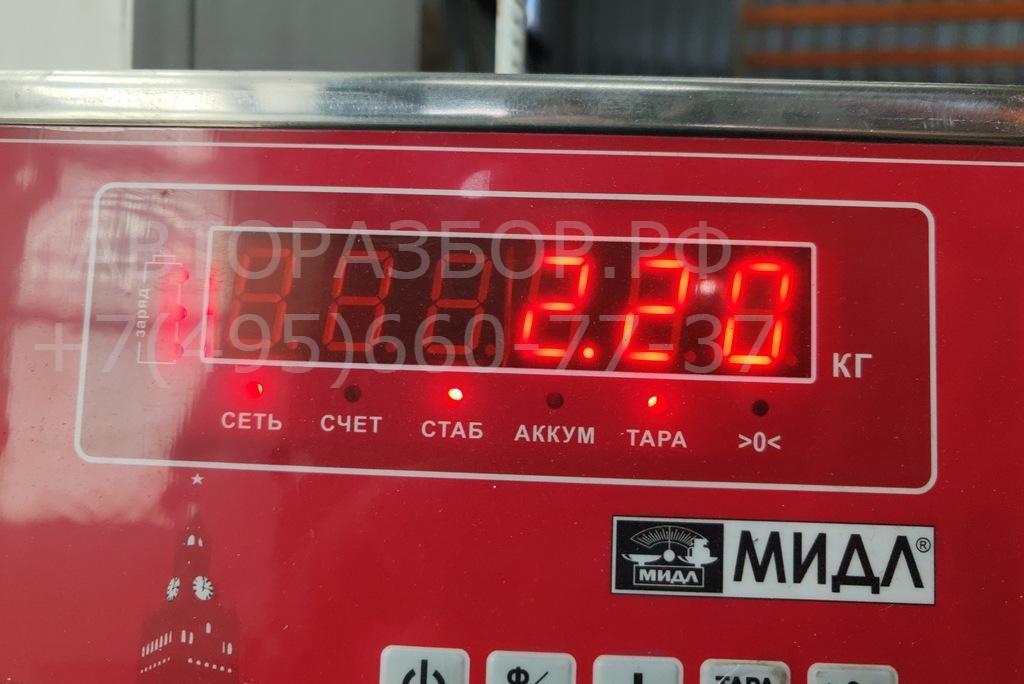 АВТОРАЗБОР.РФ
заряд
2.20
+7(495)660-77-37
КГ
СЕТЬ СЧЕТ СТАБ АККУМ ТАРА >0<
МИДЛ МИДЛ®
ТАРА